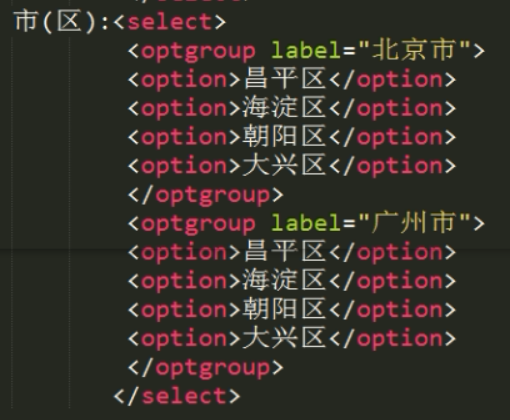 市(区):<select>
<optgroup label="北京市">
<option>昌平区</option>
<option>海淀区</option>
<option>朝阳区</option>
<option>大兴区</option>
</optgroup>
<optgroup label="广州市">
<option>昌平区</option>
<option>海淀区</option>
<option>朝阳区</option>
<option>大兴区</option>
</optgroup>
</select>